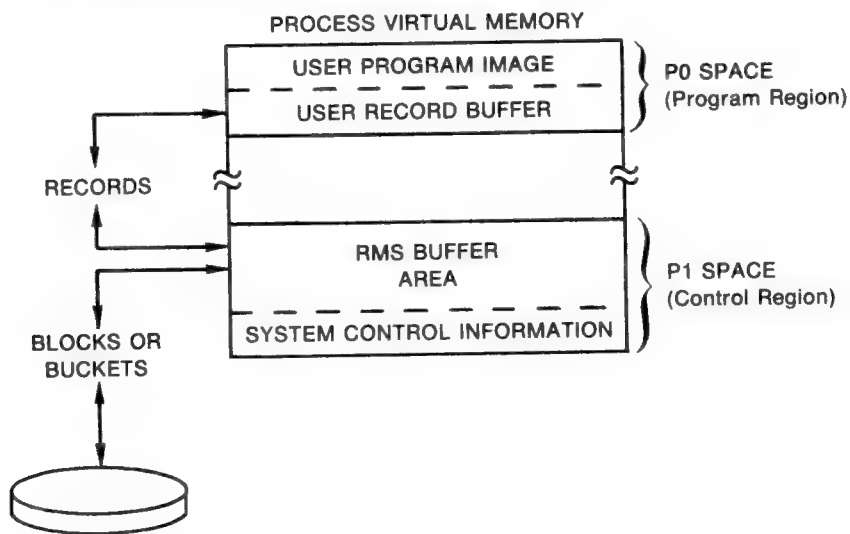 PROCESS VIRTUAL MEMORY
USER PROGRAM IMAGE
USER RECORD BUFFER
P0 SPACE
(Program Region)
RECORDS
RMS BUFFER
AREA
SYSTEM CONTROL INFORMATION
P1 SPACE
(Control Region)
BLOCKS OR
BUCKETS